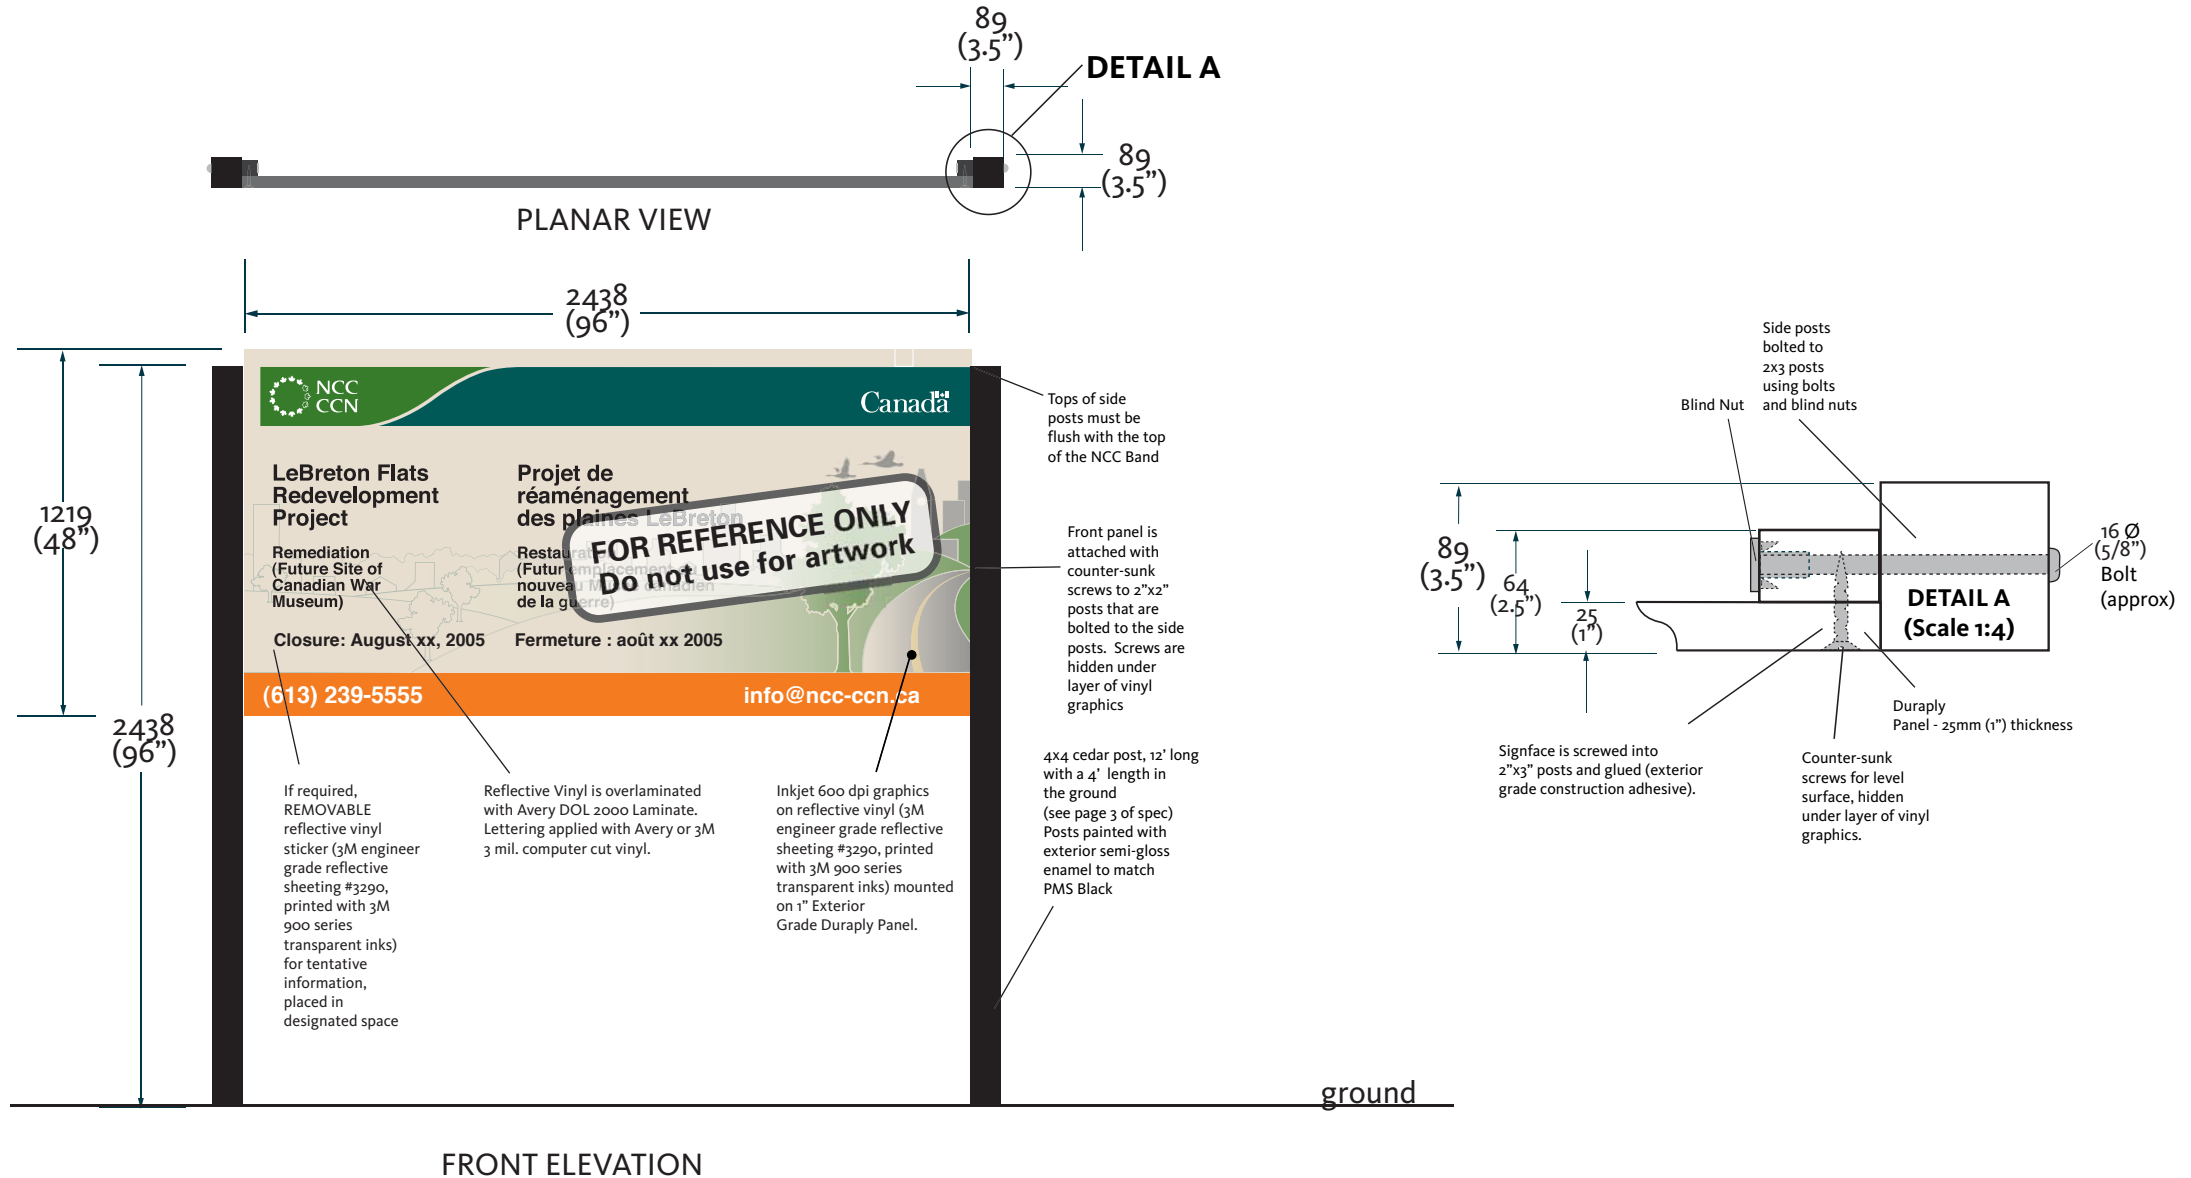 89
(3.5”)
DETAIL A
89
(3.5”)
PLANAR VIEW
2438
(96”)
1219
(48”)
2438
(96”)
NCC
CCN
Canada
LeBreton Flats
Redevelopment
Project
Remediation
(Future Site of
Canadian War
Museum)
Closure: August xx, 2005
Projet de
réaménagement
des plaines LeBreton
Restauration
(Futur emplacement du
nouveau Musée canadien
de la guerre)
Fermeture : août xx 2005
FOR REFERENCE ONLY
Do not use for artwork
(613) 239-5555
info@ncc-ccn.ca
Tops of side
posts must be
flush with the top
of the NCC Band
Front panel is
attached with
counter-sunk
screws to 2”x2”
posts that are
bolted to the side
posts. Screws are
hidden under
layer of vinyl
graphics
4x4 cedar post, 12’ long
with a 4’ length in
the ground
(see page 3 of spec)
Posts painted with
exterior semi-gloss
enamel to match
PMS Black
If required,
REMOVABLE
reflective vinyl
sticker (3M engineer
grade reflective
sheeting #3290,
printed with 3M
900 series
transparent inks)
for tentative
information,
placed in
designated space
Reflective Vinyl is overlaminated
with Avery DOL 2000 Laminate.
Lettering applied with Avery or 3M
3 mil. computer cut vinyl.
Inkjet 600 dpi graphics
on reflective vinyl (3M
engineer grade reflective
sheeting #3290, printed
with 3M 900 series
transparent inks) mounted
on 1” Exterior
Grade Duraply Panel.
ground
FRONT ELEVATION
Side posts
bolted to
2x3 posts
using bolts
and blind nuts
Blind Nut
89
(3.5”)
64
(2.5”)
25
(1”)
16 Ø
(5/8”)
Bolt
(approx)
DETAIL A
(Scale 1:4)
Duraply
Panel - 25mm (1”) thickness
Signface is screwed into
2”x3” posts and glued (exterior
grade construction adhesive).
Counter-sunk
screws for level
surface, hidden
under layer of vinyl
graphics.